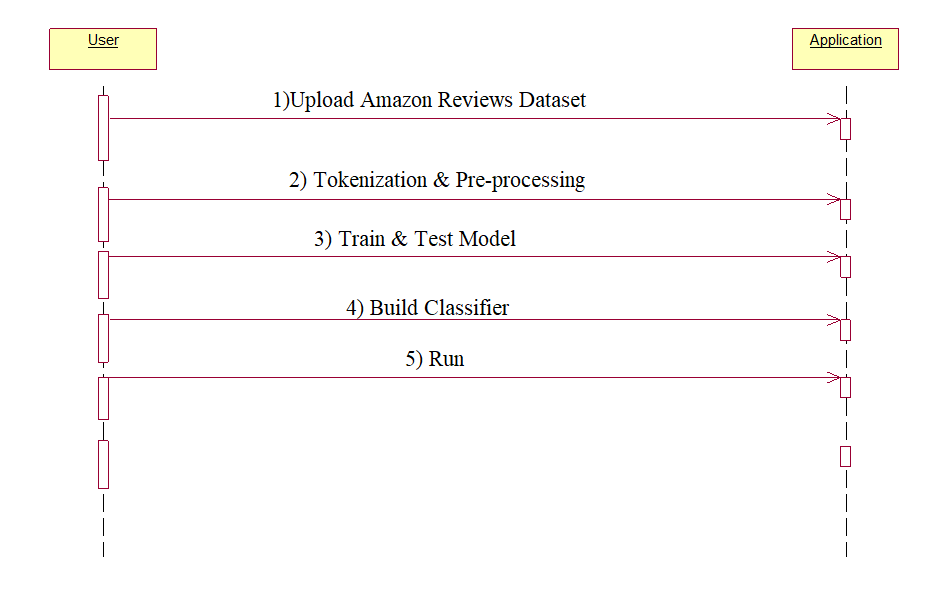 User
Application
1)Upload Amazon Reviews Dataset
2) Tokenization & Pre-processing
3) Train & Test Model
4) Build Classifier
5) Run